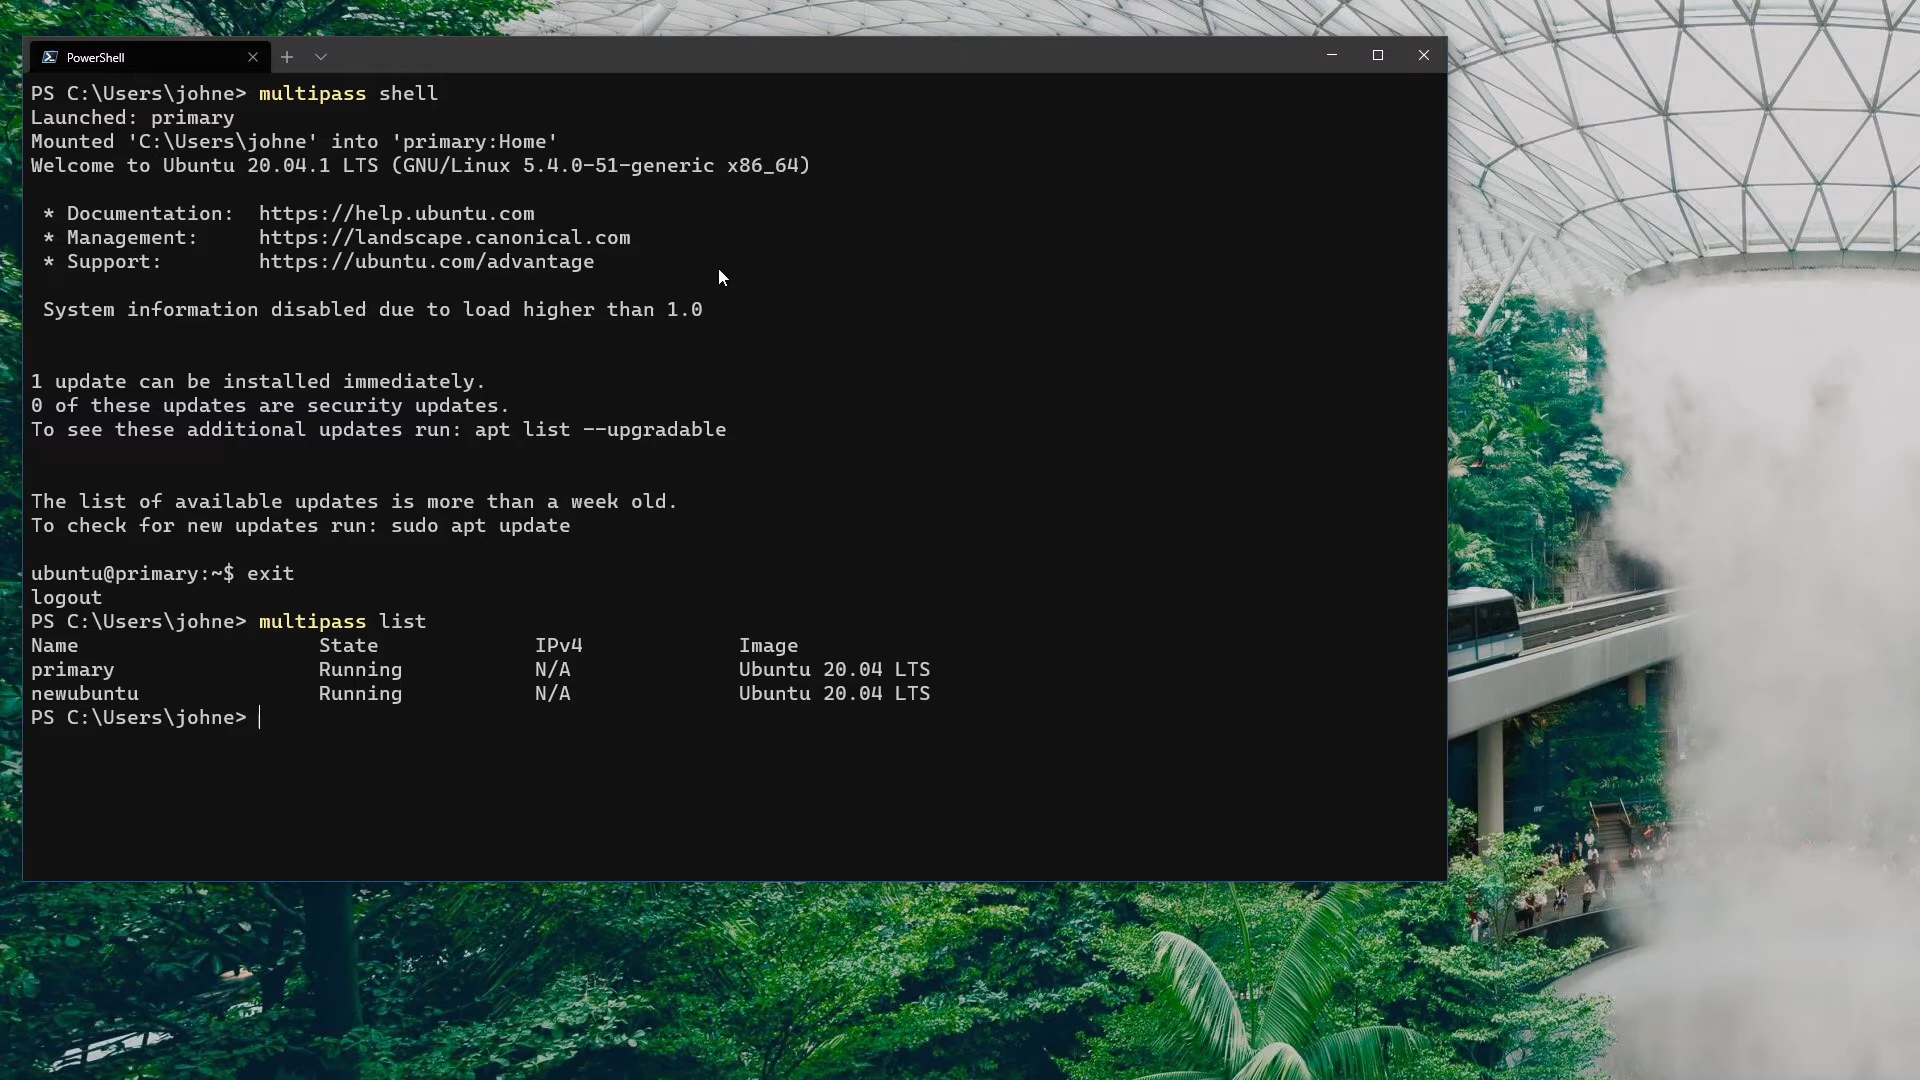 PowerShell
PS C:\Users\johne> multipass shell
Launched: primary
Mounted 'C:\Users\johne' into 'primary:Home'
Welcome to Ubuntu 20.04.1 LTS (GNU/Linux 5.4.0-51-generic x86_64)
* Documentation: https://help.ubuntu.com
* Management: https://landscape.canonical.com
* Support: https://ubuntu.com/advantage
System information disabled due to load higher than 1.0
1 update can be installed immediately.
0 of these updates are security updates.
To see these additional updates run: apt list --upgradable
The list of available updates is more than a week old.
To check for new updates run: sudo apt update
ubuntu@primary:~$ exit
logout
PS C:\Users\johne> multipass list
Name State IPv4 Image
primary Running N/A Ubuntu 20.04 LTS
newubuntu Running N/A Ubuntu 20.04 LTS
PS C:\Users\johne>